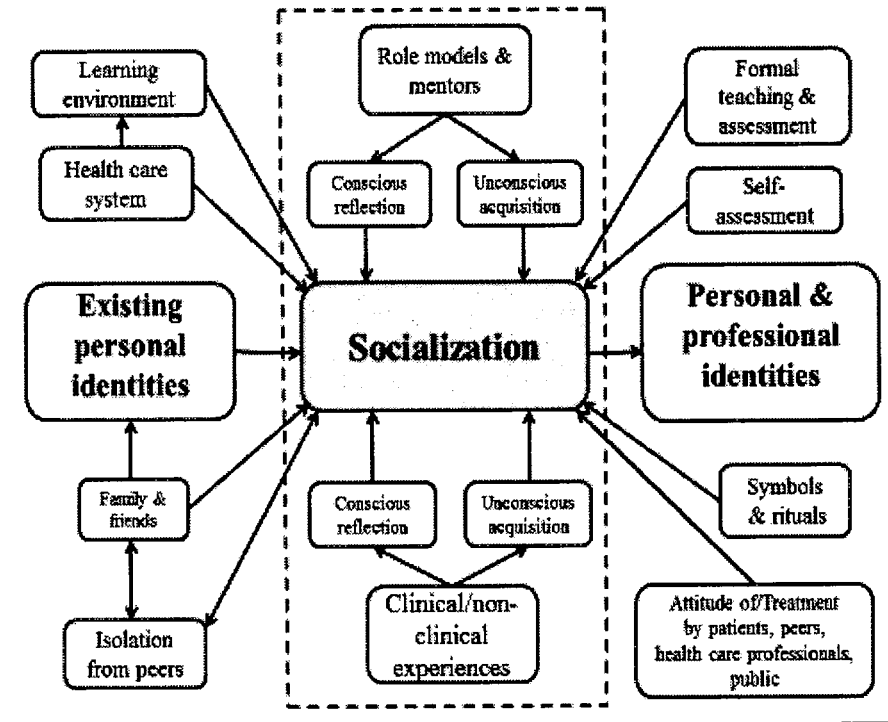 Learning
environment
Health care
system
Role models &
mentors
Conscious
reflection
Unconscious
acquisition
Formal
teaching &
assessment
Self-
assessment
Existing
personal
identities
Socialization
Personal &
professional
identities
Family &
friends
Isolation
from peers
Conscious
reflection
Unconscious
acquisition
Clinical/non-
clinical
experiences
Symbols
& rituals
Attitude of/Treatment
by patients, peers,
health care professionals,
public